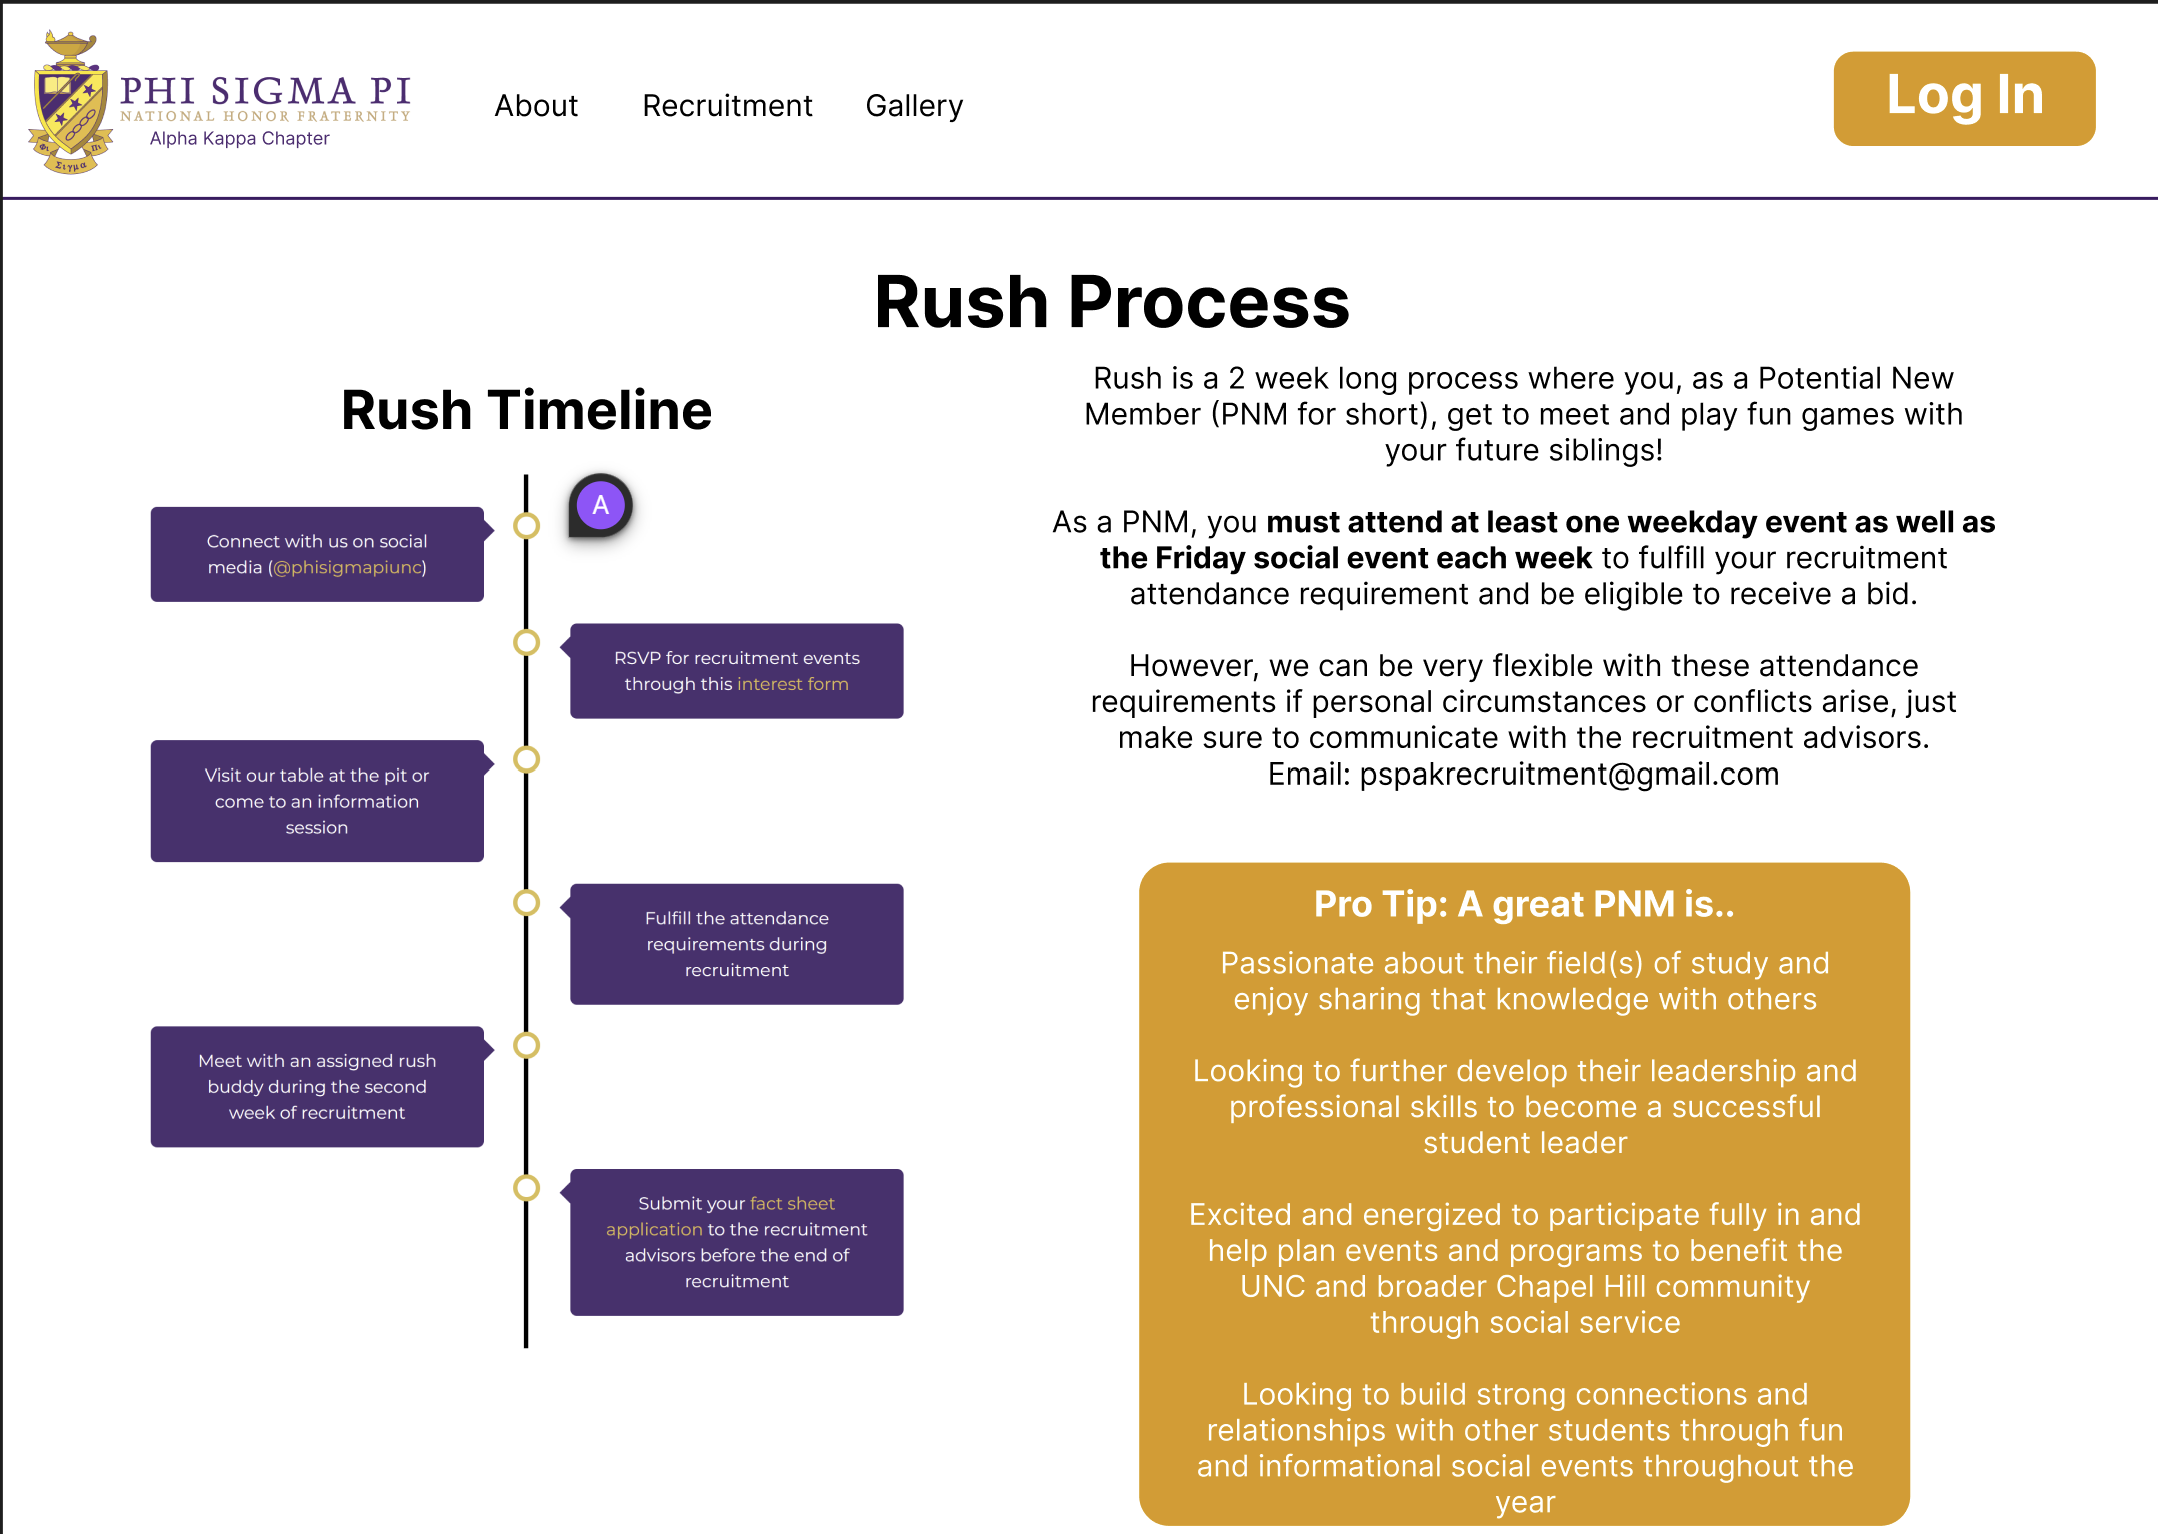 PHI SIGMA PI
NATIONAL HONOR FRATERNITY
Alpha Kappa Chapter
Φι
Σιγμα
Πι
About
Recruitment
Gallery
Log In
Rush Process
Rush Timeline
A
Connect with us on social
media (@phisigmapiunc)
RSVP for recruitment events
through this interest form
Visit our table at the pit or
come to an information
session
Fulfill the attendance
requirements during
recruitment
Meet with an assigned rush
buddy during the second
week of recruitment
Submit your fact sheet
application to the recruitment
advisors before the end of
recruitment
Rush is a 2 week long process where you, as a Potential New
Member (PNM for short), get to meet and play fun games with
your future siblings!
As a PNM, you must attend at least one weekday event as well as
the Friday social event each week to fulfill your recruitment
attendance requirement and be eligible to receive a bid.
However, we can be very flexible with these attendance
requirements if personal circumstances or conflicts arise, just
make sure to communicate with the recruitment advisors.
Email: pspakrecruitment@gmail.com
Pro Tip: A great PNM is..
Passionate about their field(s) of study and
enjoy sharing that knowledge with others
Looking to further develop their leadership and
professional skills to become a successful
student leader
Excited and energized to participate fully in and
help plan events and programs to benefit the
UNC and broader Chapel Hill community
through social service
Looking to build strong connections and
relationships with other students through fun
and informational social events throughout the
year